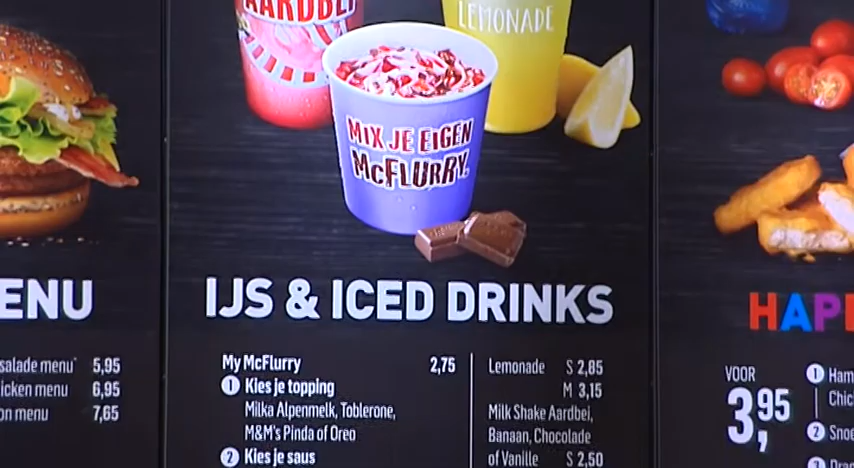 AARDBEI
LEMONADE
MIX JE EIGEN
McFLURRY.
ENU
salade menu* 5,95
icken menu 6,95
on menu 7,65
IJS & ICED DRINKS
My McFlurry 2,75
1 Kies je topping
Milka Alpenmelk, Toblerone,
M&M's Pinda of Oreo
2 Kies je saus
Lemonade S 2,85
M 3,15
Milk Shake Aardbei,
Banaan, Chocolade
of Vanille S 2,50
HAP
VOOR
3,95
1 Ham
Chic
2 Snoe
3